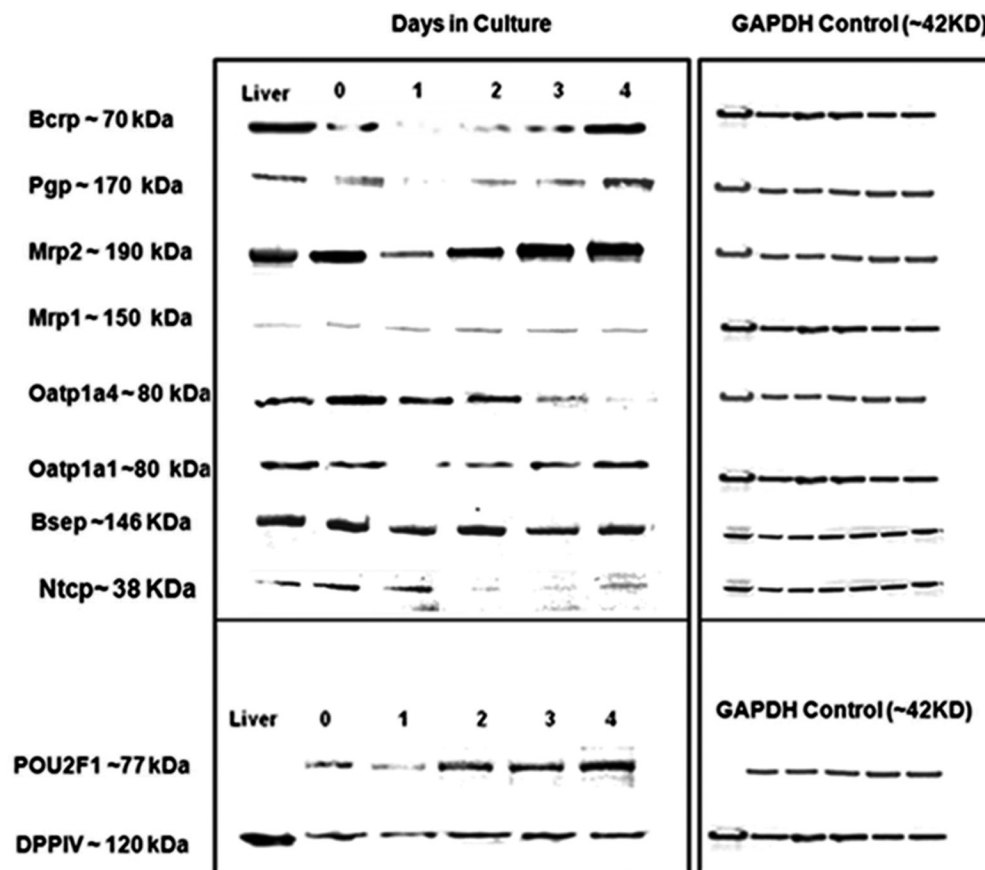 Days in Culture
GAPDH Control (~42KD)
Liver 0 1 2 3 4
Bcrp ~ 70 kDa
Pgp ~ 170 kDa
Mrp2 ~ 190 kDa
Mrp1 ~ 150 kDa
Oatp1a4 ~ 80 kDa
Oatp1a1 ~80 kDa
Bsep ~146 KDa
Ntcp~ 38 KDa
Liver 0 1 2 3 4
GAPDH Control (~42KD)
POU2F1 ~77 kDa
DPPIV ~ 120 kDa